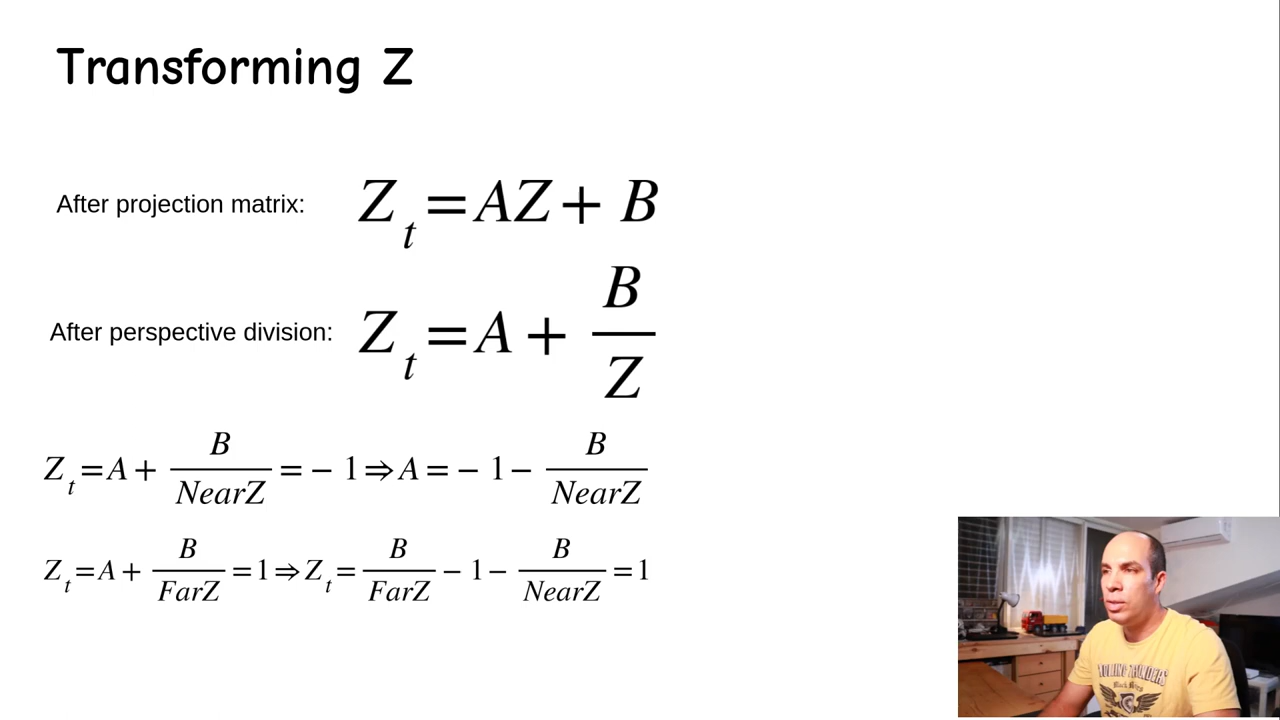 Transforming Z
After projection matrix: Z_t = AZ + B
After perspective division: Z_t = A + B/Z
Z_t = A + B/NearZ = − 1 ⇒ A = − 1 − B/NearZ
Z_t = A + B/FarZ = 1 ⇒ Z_t = B/FarZ − 1 − B/NearZ = 1